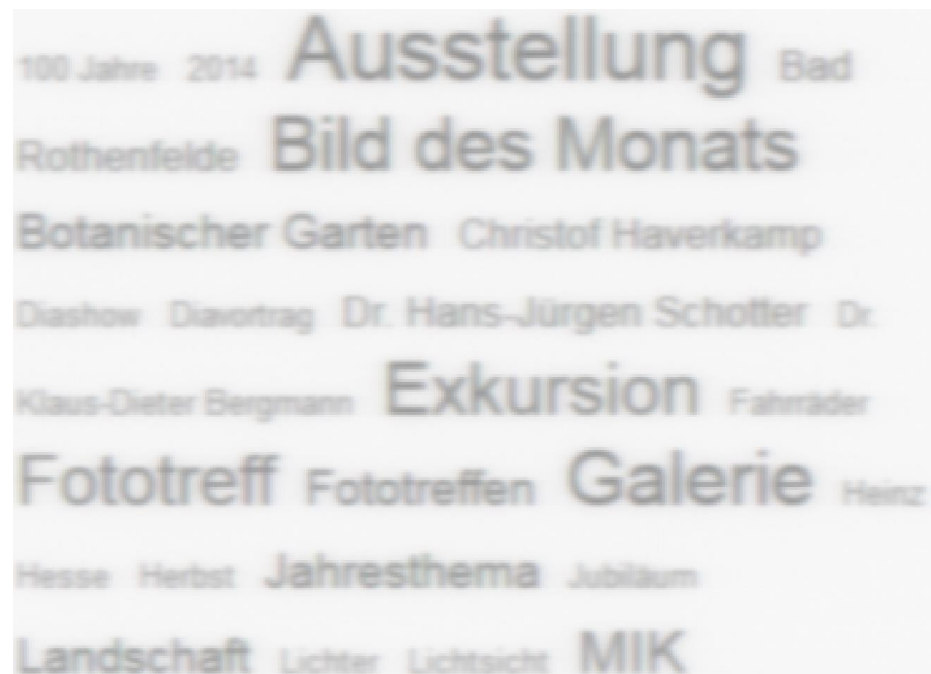 100 Jahre 2014 Ausstellung Bad
Rothenfelde Bild des Monats
Botanischer Garten Christof Haverkamp
Diashow Diavortrag Dr. Hans-Jürgen Schotter Dr.
Klaus-Dieter Bergmann Exkursion Fahrräder
Fototreff Fototreffen Galerie Heinz
Hesse Herbst Jahresthema Jubiläum
Landschaft Lichter Lichtsicht MIK